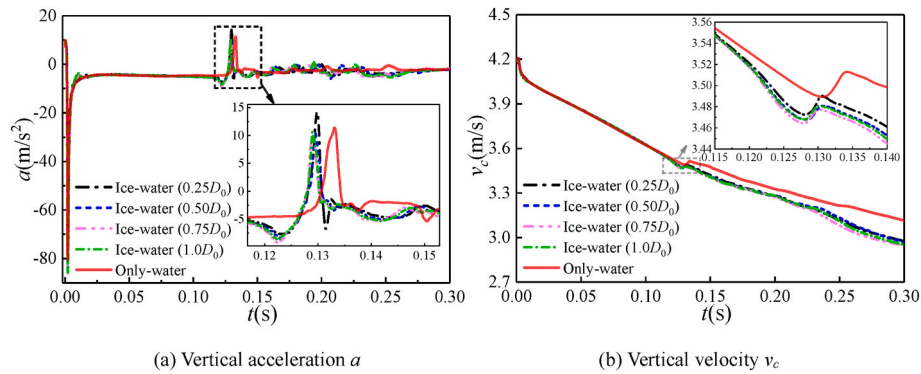 (a)
20
0
-20
-40
-60
-80
a(m/s²)
Ice-water (0.25D₀)
Ice-water (0.50D₀)
Ice-water (0.75D₀)
Ice-water (1.0D₀)
Only-water
15
10
5
0
-5
0.12 0.13 0.14 0.15
0.00 0.05 0.10 0.15 0.20 0.25 0.30
t(s)
(a) Vertical acceleration a
(b)
4.5
4.2
3.9
3.6
3.3
3.0
2.7
v_c(m/s)
3.56
3.54
3.52
3.50
3.48
3.46
3.44
0.115 0.120 0.125 0.130 0.135 0.140
Ice-water (0.25D₀)
Ice-water (0.50D₀)
Ice-water (0.75D₀)
Ice-water (1.0D₀)
Only-water
0.00 0.05 0.10 0.15 0.20 0.25 0.30
t(s)
(b) Vertical velocity v_c